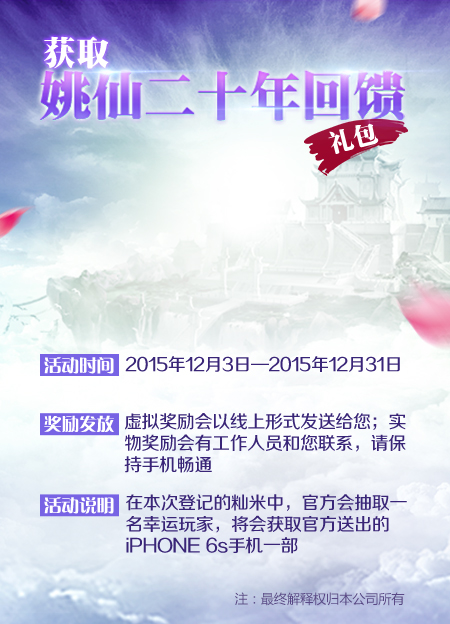 获取
姚仙二十年回馈
礼包
活动时间 2015年12月3日—2015年12月31日
奖励发放 虚拟奖励会以线上形式发送给您；实
物奖励会有工作人员和您联系，请保
持手机畅通
活动说明 在本次登记的籼米中，官方会抽取一
名幸运玩家，将会获取官方送出的
iPHONE 6s手机一部
注：最终解释权归本公司所有